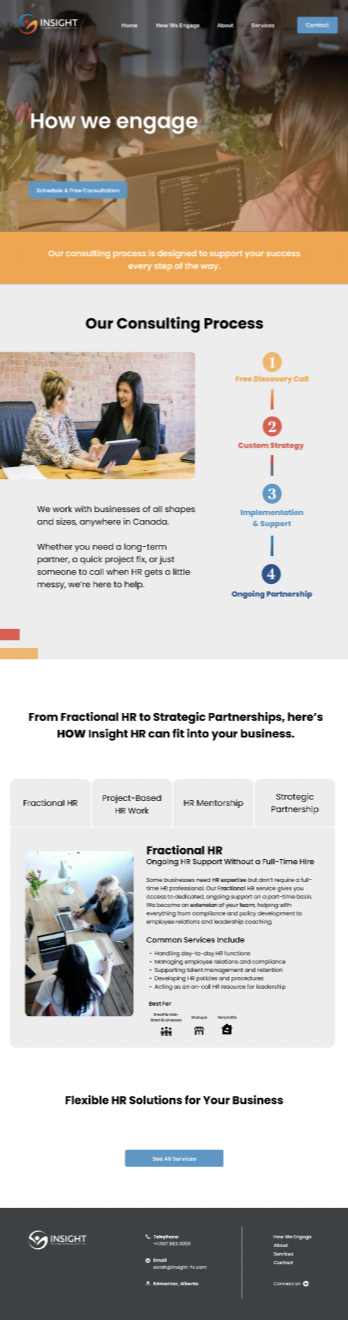 INSIGHT
Home How We Engage About Services Contact
How we engage
Schedule A Free Consultation
Our consulting process is designed to support your success
every step of the way.
Our Consulting Process
1
Free Discovery Call
2
Custom Strategy
3
Implementation
& Support
4
Ongoing Partnership
We work with businesses of all shapes
and sizes, anywhere in Canada.
Whether you need a long-term
partner, a quick project fix, or just
someone to call when HR gets a little
messy, we're here to help.
From Fractional HR to Strategic Partnerships, here's
HOW Insight HR can fit into your business.
Fractional HR
Project-Based
HR Work
HR Mentorship
Strategic
Partnership
Fractional HR
Ongoing HR Support Without a Full-Time Hire
Some businesses need HR expertise but don't require a full-
time HR professional. Our Fractional HR service gives you
access to dedicated, ongoing support on a part-time basis.
We become an extension of your team, helping with
everything from compliance and policy development to
employee relations and leadership coaching.
Common Services Include
• Handling day-to-day HR functions
• Managing employee relations and compliance
• Supporting talent management and retention
• Developing HR policies and procedures
• Acting as an on-call HR resource for leadership
Best For
Startups
Nonprofits
Flexible HR Solutions for Your Business
See All Services
INSIGHT
Telephone
Email
sarah@insight-hr.com
Edmonton, Alberta
How We Engage
About
Services
Contact
Connect on